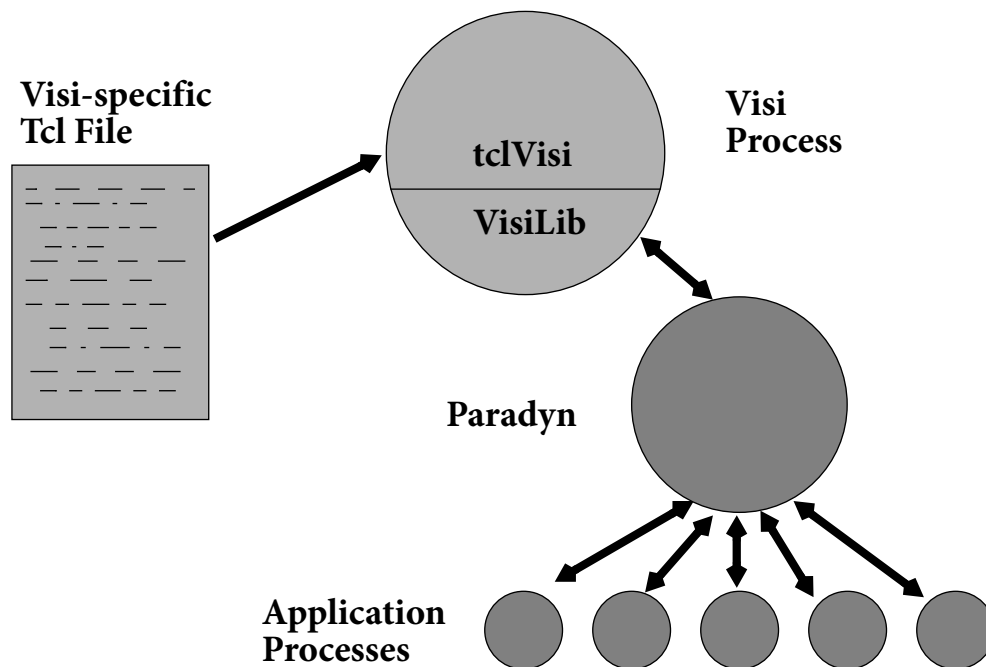 Visi-specific
Tcl File
tclVisi
VisiLib
Visi
Process
Paradyn
Application
Processes